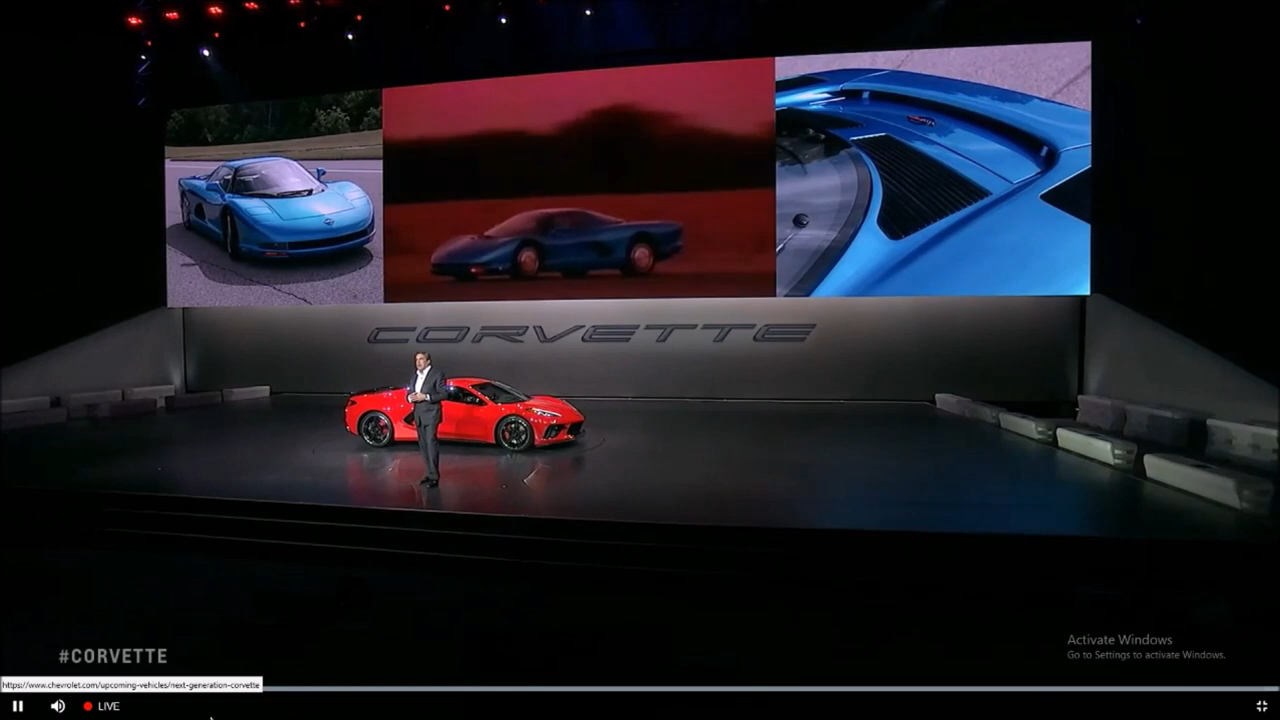 CORVETTE
#CORVETTE
Activate Windows
Go to Settings to activate Windows.
https://www.chevrolet.com/upcoming-vehicles/next-generation-corvette
LIVE